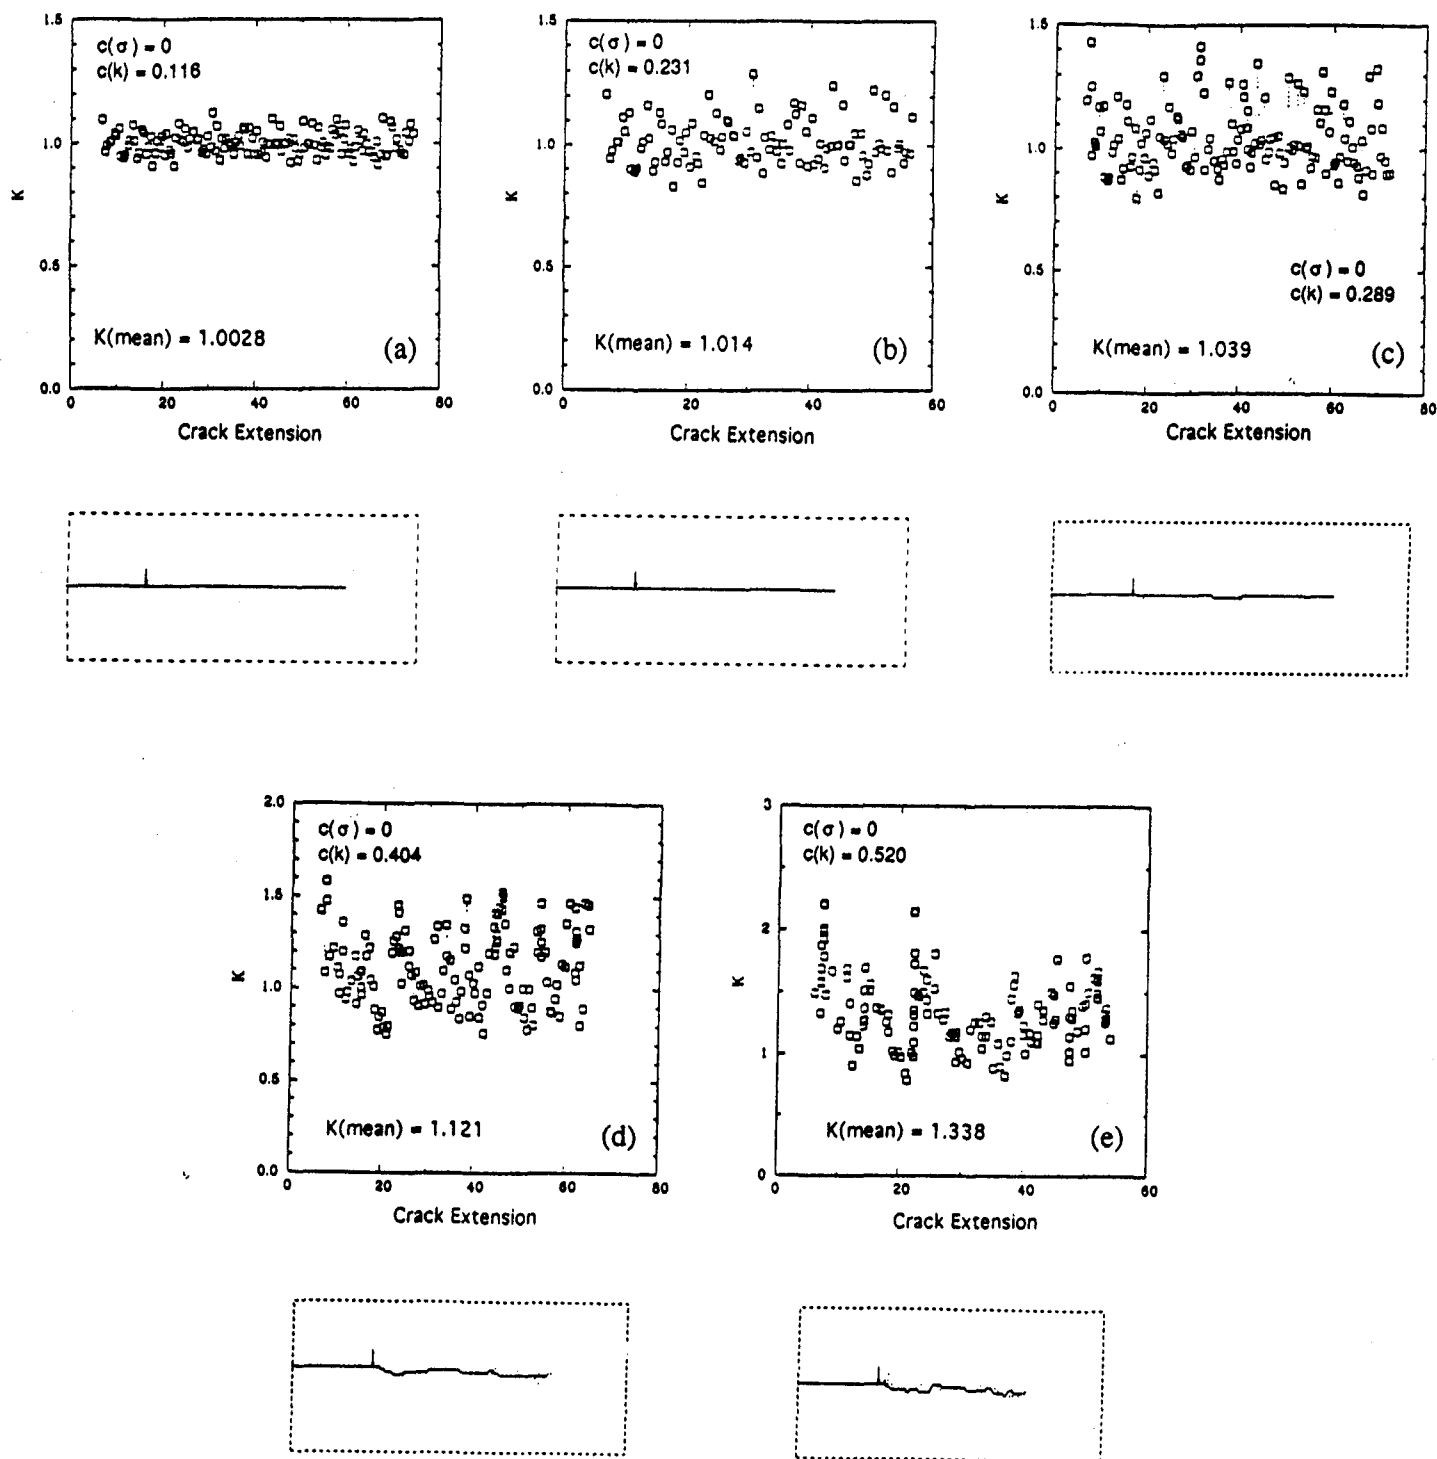 1.5
c(σ) = 0
c(k) = 0.116
1.0
K
0.5
K(mean) = 1.0028
(a)
0.0
0 20 40 60 80
Crack Extension
1.5
c(σ) = 0
c(k) = 0.231
1.0
K
0.5
K(mean) = 1.014
(b)
0.0
0 20 40 60
Crack Extension
1.5
1.0
K
0.5
c(σ) = 0
c(k) = 0.289
K(mean) = 1.039
(c)
0.0
0 20 40 60 80
Crack Extension
2.0
c(σ) = 0
c(k) = 0.404
1.5
K
1.0
0.5
K(mean) = 1.121
(d)
0.0
0 20 40 60 80
Crack Extension
3
c(σ) = 0
c(k) = 0.520
2
K
1
K(mean) = 1.338
(e)
0
0 20 40 60
Crack Extension